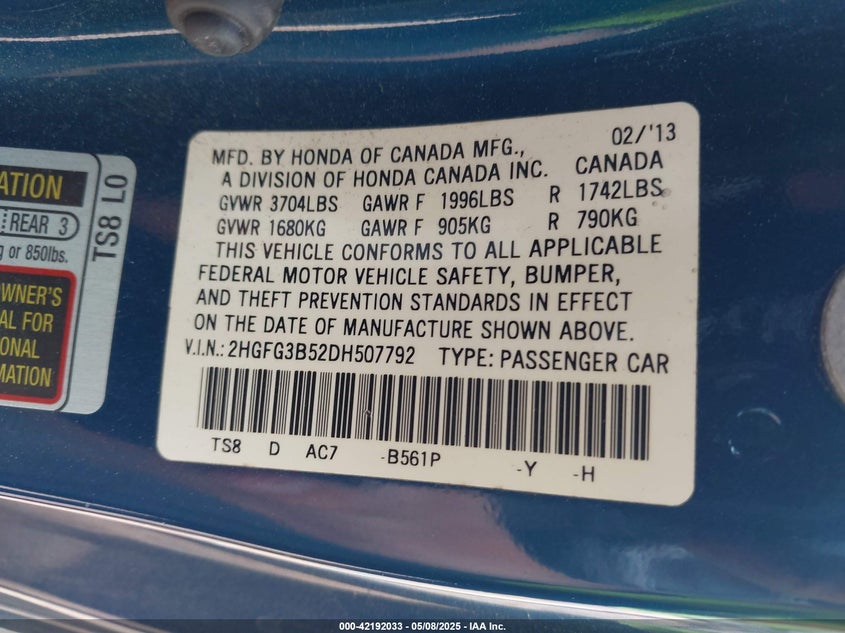 ATION
REAR 3
g or 850lbs.
OWNER'S
AL FOR
ONAL
MATION
TS8 L0
02/'13
MFD. BY HONDA OF CANADA MFG.,
A DIVISION OF HONDA CANADA INC. CANADA
GVWR 3704LBS GAWR F 1996LBS R 1742LBS
GVWR 1680KG GAWR F 905KG R 790KG
THIS VEHICLE CONFORMS TO ALL APPLICABLE
FEDERAL MOTOR VEHICLE SAFETY, BUMPER,
AND THEFT PREVENTION STANDARDS IN EFFECT
ON THE DATE OF MANUFACTURE SHOWN ABOVE.
V.I.N.: 2HGFG3B52DH507792 TYPE: PASSENGER CAR
TS8 D AC7 -B561P -Y -H
000-42192033 - 05/08/2025 - IAA Inc.